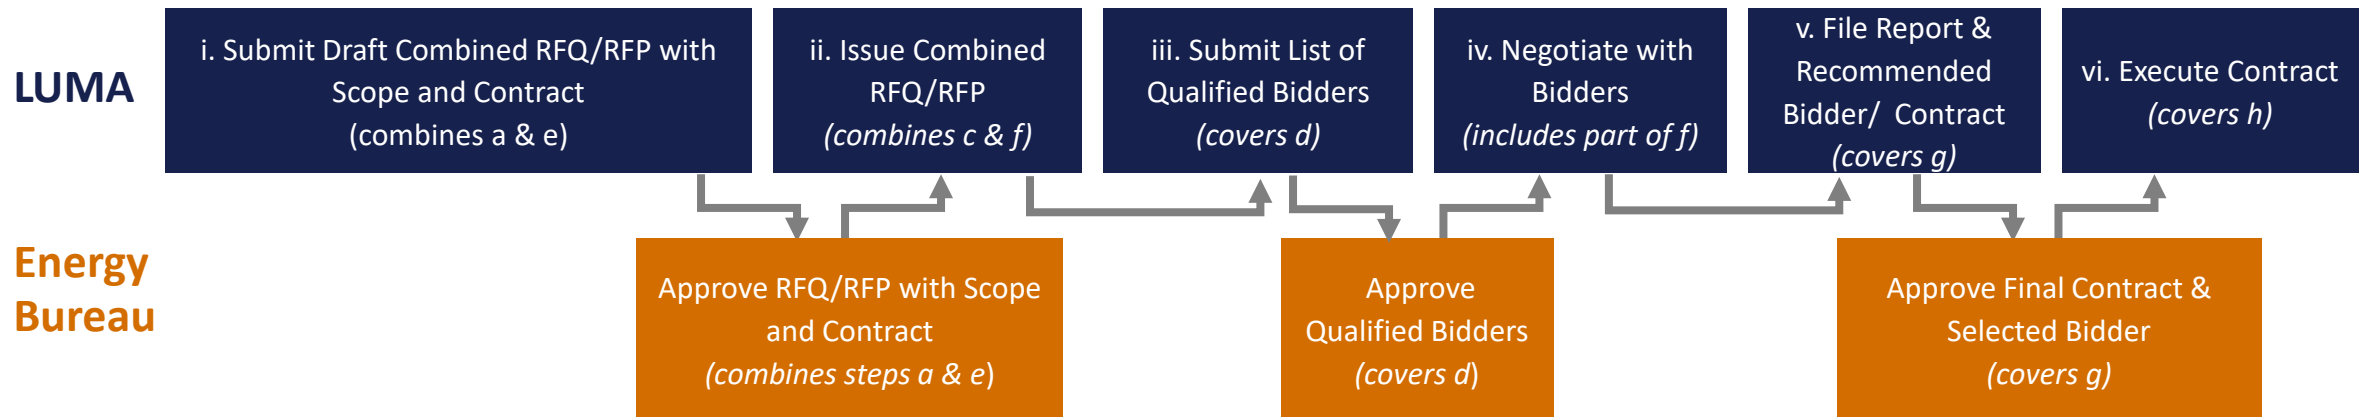 LUMA
i. Submit Draft Combined RFQ/RFP with
Scope and Contract
(combines a & e)
ii. Issue Combined
RFQ/RFP
(combines c & f)
iii. Submit List of
Qualified Bidders
(covers d)
iv. Negotiate with
Bidders
(includes part of f)
v. File Report &
Recommended
Bidder/ Contract
(covers g)
vi. Execute Contract
(covers h)
Energy
Bureau
Approve RFQ/RFP with Scope
and Contract
(combines steps a & e)
Approve
Qualified Bidders
(covers d)
Approve Final Contract &
Selected Bidder
(covers g)